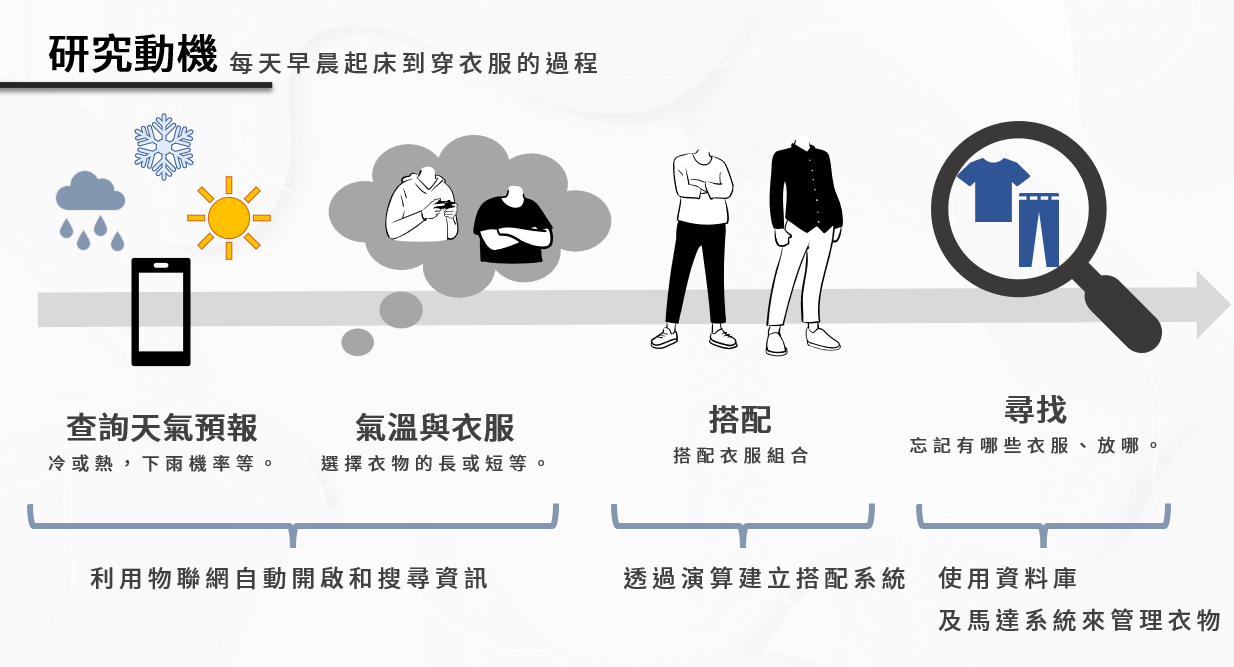 研究動機 每天早晨起床到穿衣服的過程
查詢天氣預報
冷或熱，下雨機率等。
氣溫與衣服
選擇衣物的長或短等。
搭配
搭配衣服組合
尋找
忘記有哪些衣服、放哪。
利用物聯網自動開啟和搜尋資訊
透過演算建立搭配系統
使用資料庫
及馬達系統來管理衣物